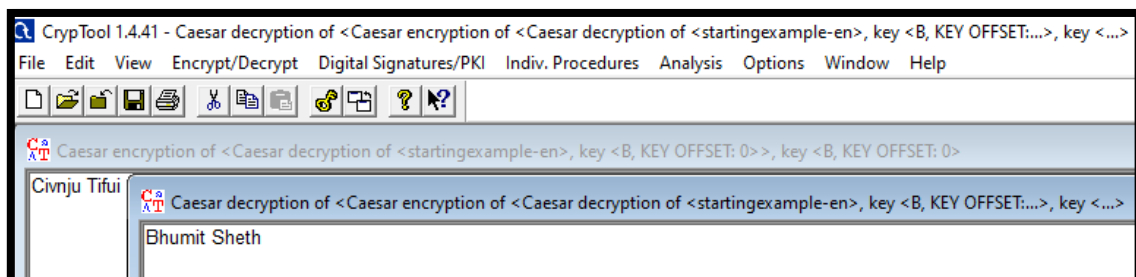 CrypTool 1.4.41 - Caesar decryption of <Caesar encryption of <Caesar decryption of <startingexample-en>, key <B, KEY OFFSET:...>, key <...>
File Edit View Encrypt/Decrypt Digital Signatures/PKI Indiv. Procedures Analysis Options Window Help
Caesar encryption of <Caesar decryption of <startingexample-en>, key <B, KEY OFFSET: 0>>, key <B, KEY OFFSET: 0>
Civnju Tifui
Caesar decryption of <Caesar encryption of <Caesar decryption of <startingexample-en>, key <B, KEY OFFSET:...>, key <...>
Bhumit Sheth